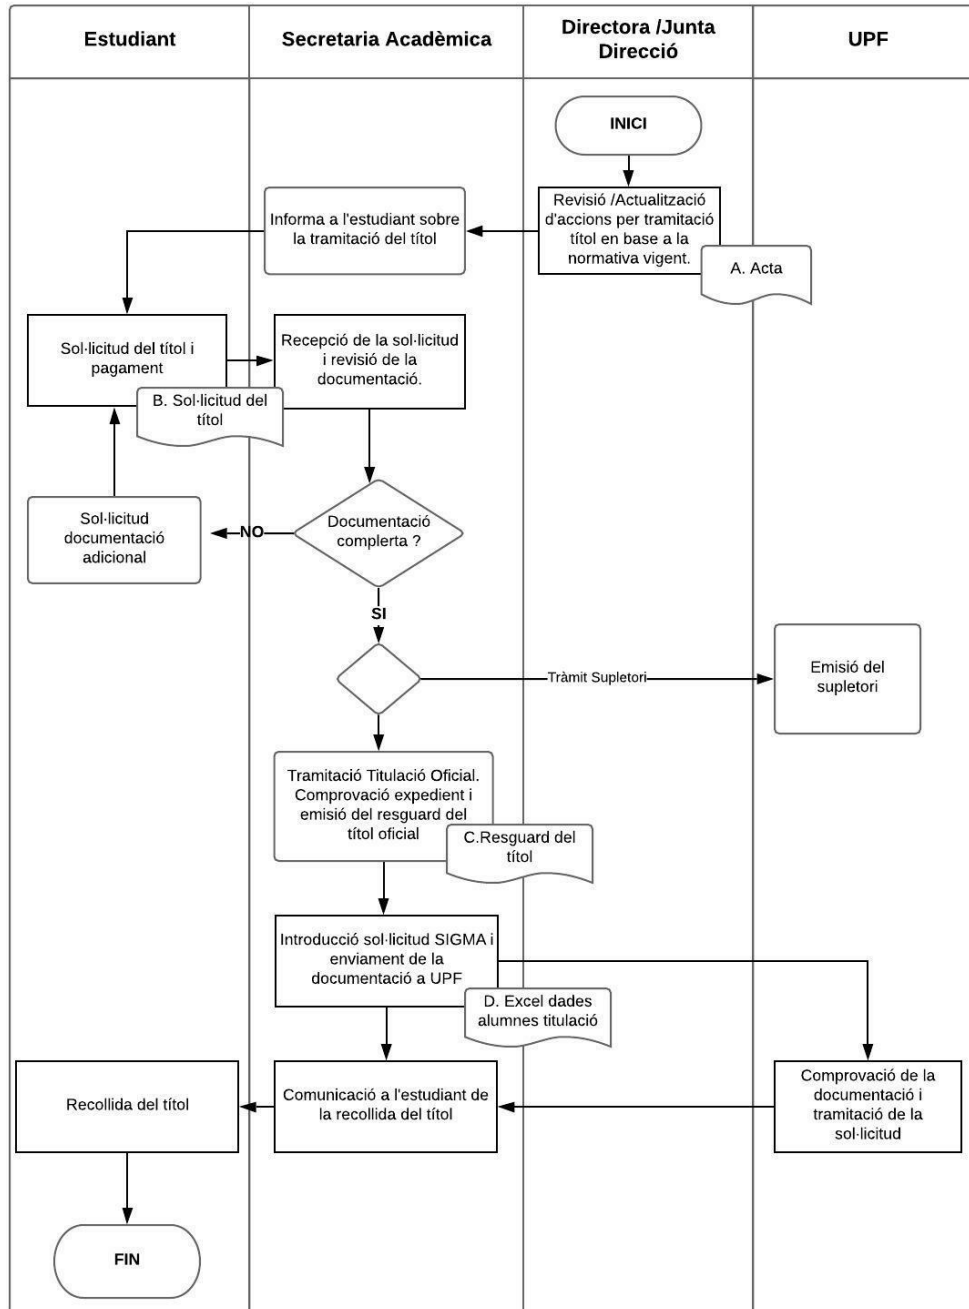 Estudiant
Secretaria Acadèmica
Directora /Junta
Direcció
UPF
INICI
Revisió /Actualització
d'accions per tramitació
títol en base a la
normativa vigent.
A. Acta
Informa a l'estudiant sobre
la tramitació del títol
Sol·licitud del títol i
pagament
B. Sol·licitud del
títol
Recepció de la sol·licitud
i revisió de la
documentació.
Documentació
complerta ?
NO
Sol·licitud
documentació
adicional
SI
Tràmit Supletori
Emisió del
supletori
Tramitació Titulació Oficial.
Comprovació expedient i
emisió del resguard del
títol oficial
C.Resguard del
títol
Introducció sol·licitud SIGMA i
enviament de la
documentació a UPF
D. Excel dades
alumnes titulació
Comprovació de la
documentació i
tramitació de la
sol·licitud
Comunicació a l'estudiant de
la recollida del títol
Recollida del títol
FIN